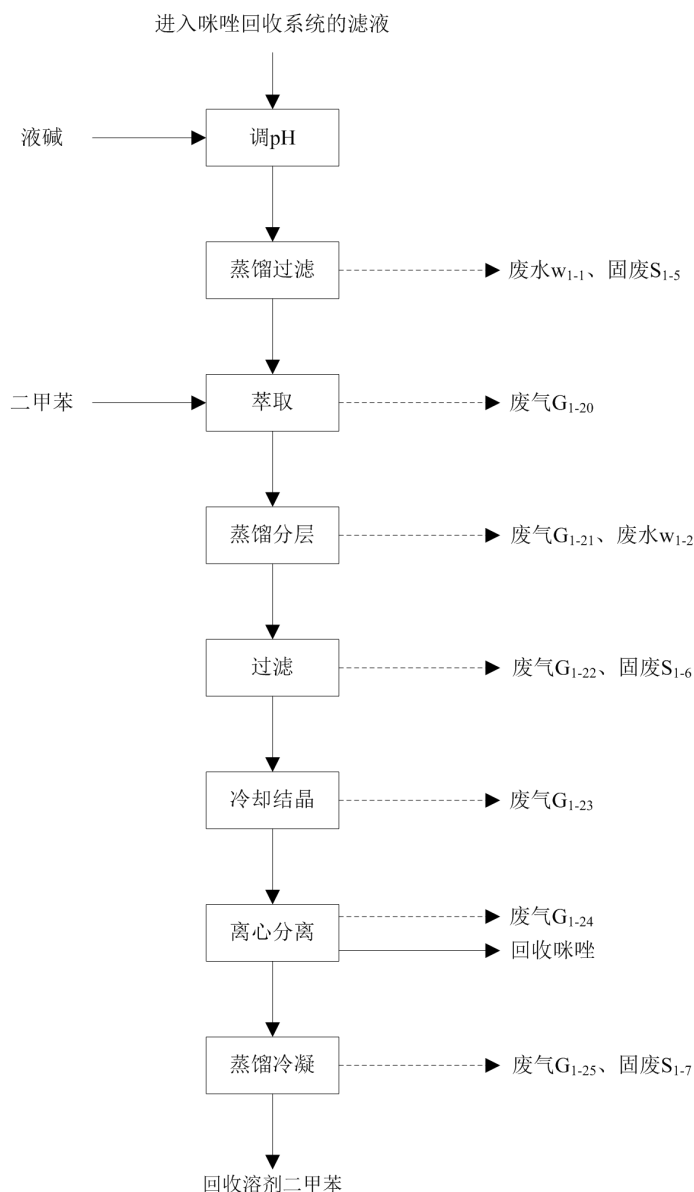 进入咪唑回收系统的滤液
液碱
调pH
蒸馏过滤
废水w1-1、固废S1-5
二甲苯
萃取
废气G1-20
蒸馏分层
废气G1-21、废水w1-2
过滤
废气G1-22、固废S1-6
冷却结晶
废气G1-23
离心分离
废气G1-24
回收咪唑
蒸馏冷凝
废气G1-25、固废S1-7
回收溶剂二甲苯